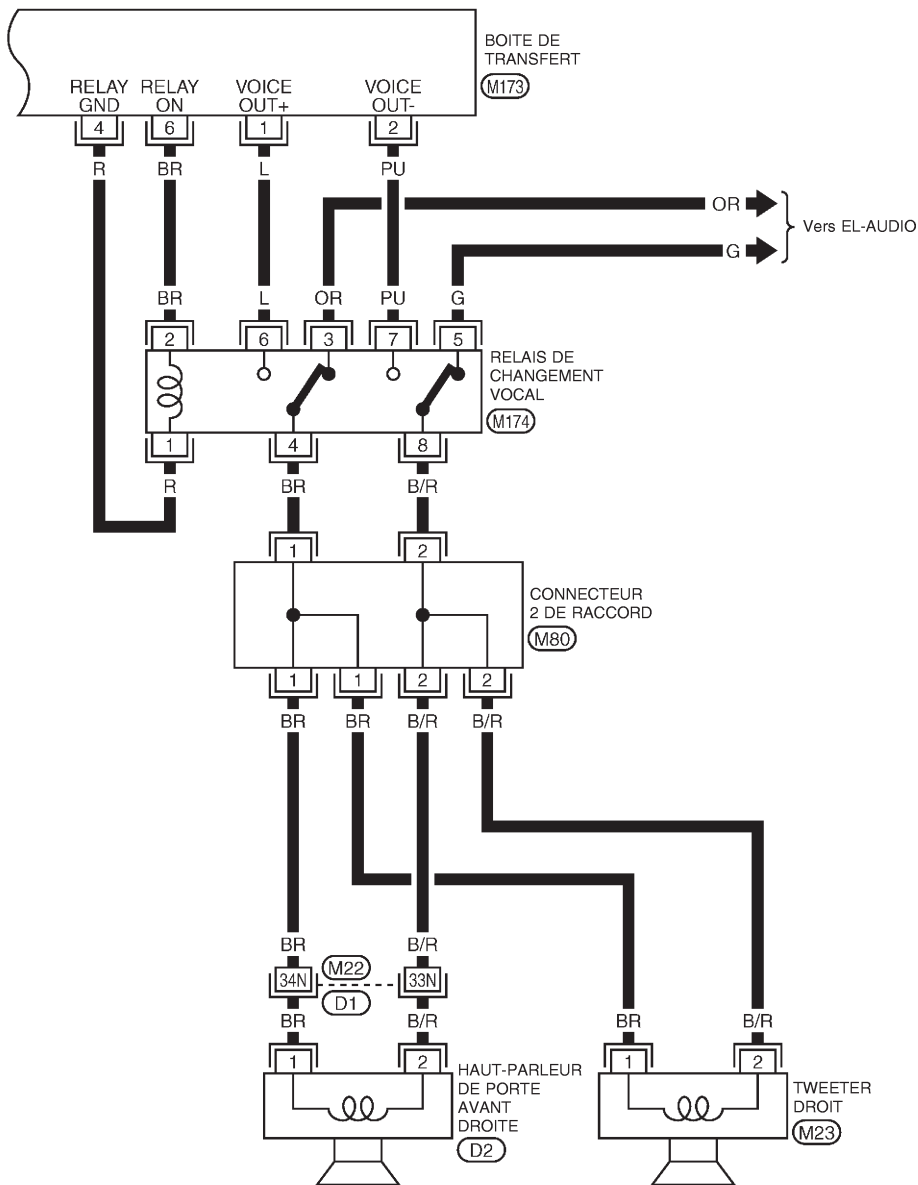 BOITE DE
TRANSFERT
M173
RELAY RELAY VOICE VOICE
GND ON OUT+ OUT-
4 6 1 2
R BR L PU
OR
Vers EL-AUDIO
G
BR L OR PU G
2 6 3 7 5
RELAIS DE
CHANGEMENT
VOCAL
M174
1 4 8
R BR B/R
1 2
CONNECTEUR
2 DE RACCORD
M80
1 1 2 2
BR BR B/R B/R
BR B/R
34N M22 33N
D1
BR B/R BR B/R
1 2 1 2
HAUT-PARLEUR
DE PORTE
AVANT
DROITE
D2
TWEETER
DROIT
M23